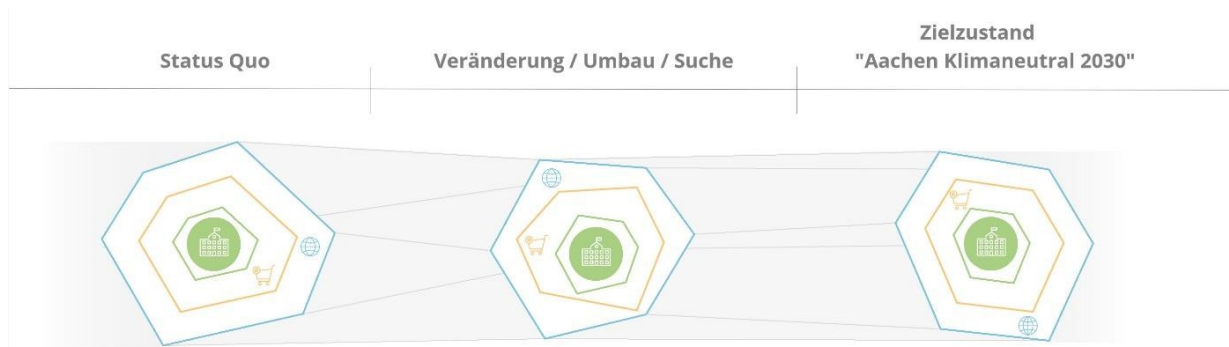 Status Quo
Veränderung / Umbau / Suche
Zielzustand
"Aachen Klimaneutral 2030"